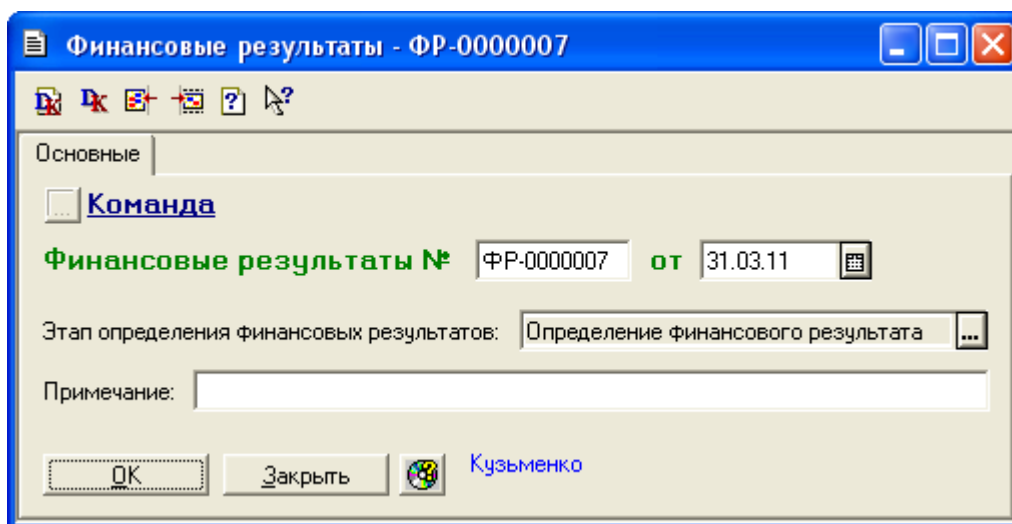 Финансовые результаты - ФР-0000007
Основные
... Команда
Финансовые результаты № ФР-0000007 от 31.03.11
Этап определения финансовых результатов: Определение финансового результата ...
Примечание:
OK Закрыть Кузьменко